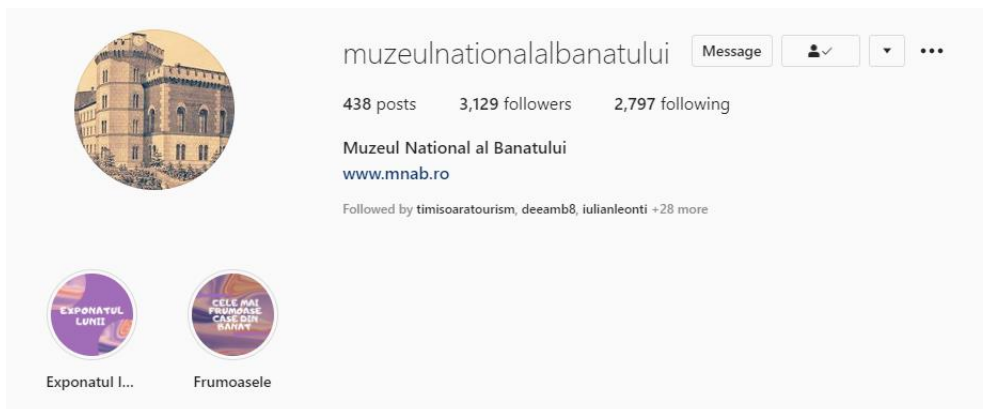 muzeulnationalalbanatului Message
438 posts 3,129 followers 2,797 following
Muzeul National al Banatului
www.mnab.ro
Followed by timisoaratourism, deeamb8, iulianleonti +28 more
EXPONATUL
LUNII
CELE MAI
FRUMOASE
CASE DIN
BANAT
Exponatul l... Frumoasele